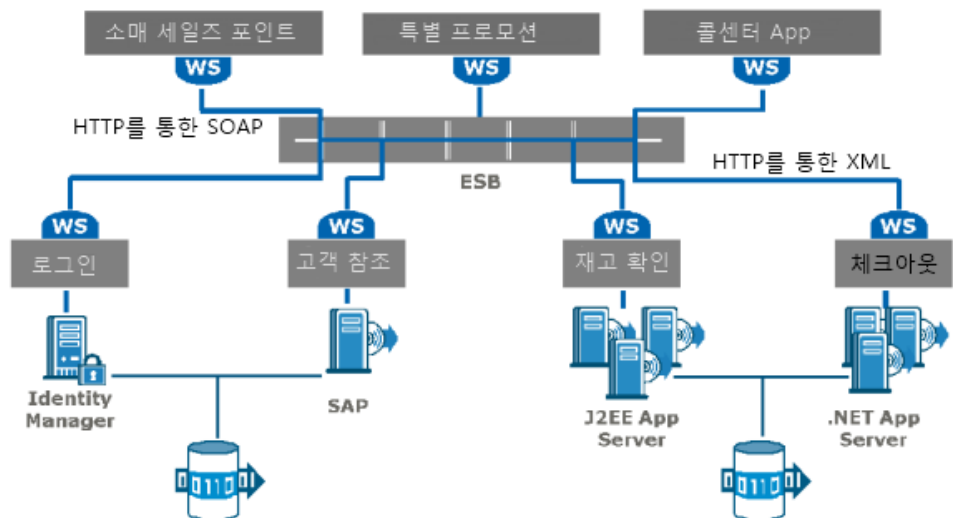 소매 세일즈 포인트
특별 프로모션
콜센터 App
WS
WS
WS
HTTP를 통한 SOAP
HTTP를 통한 XML
ESB
WS
WS
WS
WS
로그인
고객 참조
재고 확인
체크아웃
Identity
Manager
SAP
J2EE App
Server
.NET App
Server
011
011